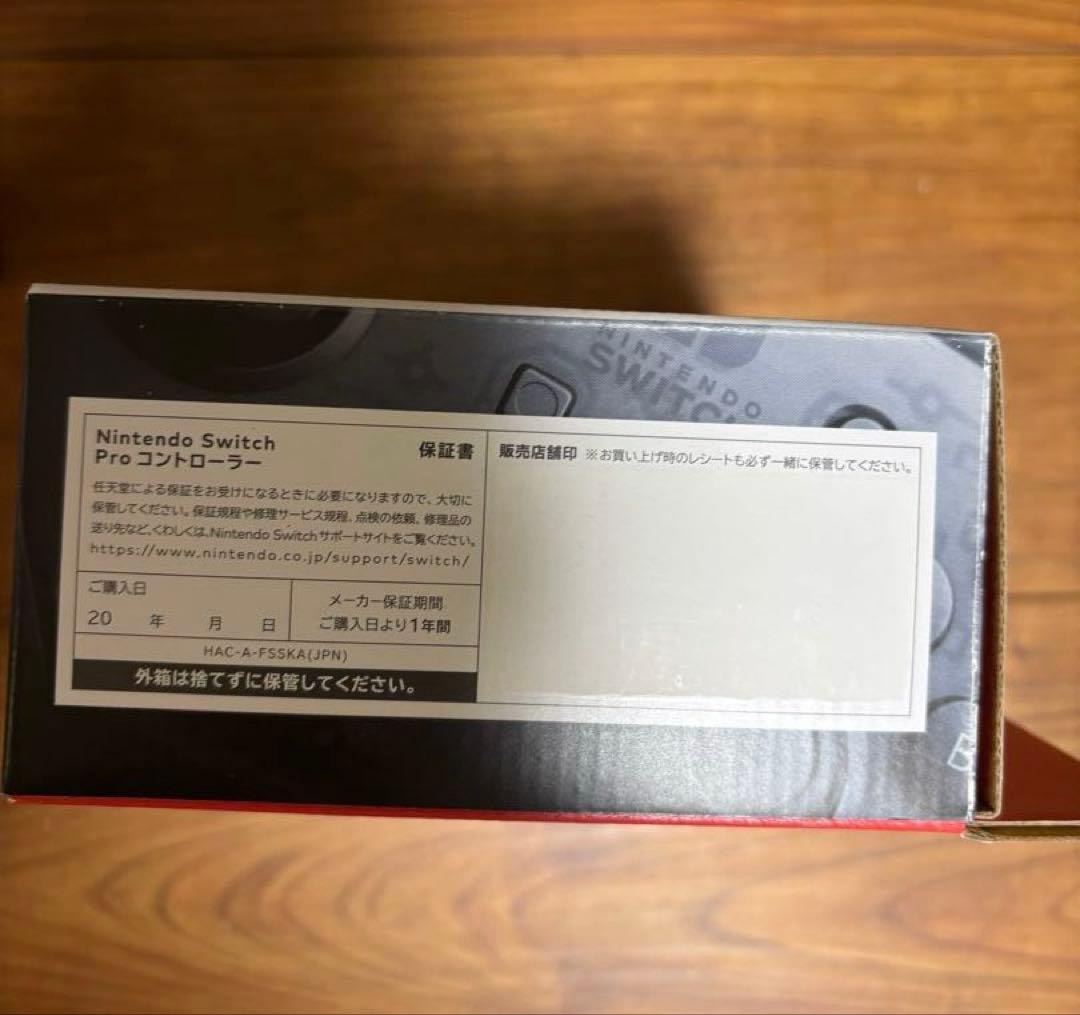 NINTENDO
SWITCH
Nintendo Switch
Pro コントローラー
保証書
任天堂による保証をお受けになるときに必要になりますので、大切に
保管してください。保証規程や修理サービス規程、点検の依頼、修理品の
送り先など、くわしくは、Nintendo Switchサポートサイトをご覧ください。
https://www.nintendo.co.jp/support/switch/
ご購入日
20 年 月 日
メーカー保証期間
ご購入日より1年間
HAC-A-FSSKA(JPN)
外箱は捨てずに保管してください。
販売店舗印 ※お買い上げ時のレシートも必ず一緒に保管してください。
B